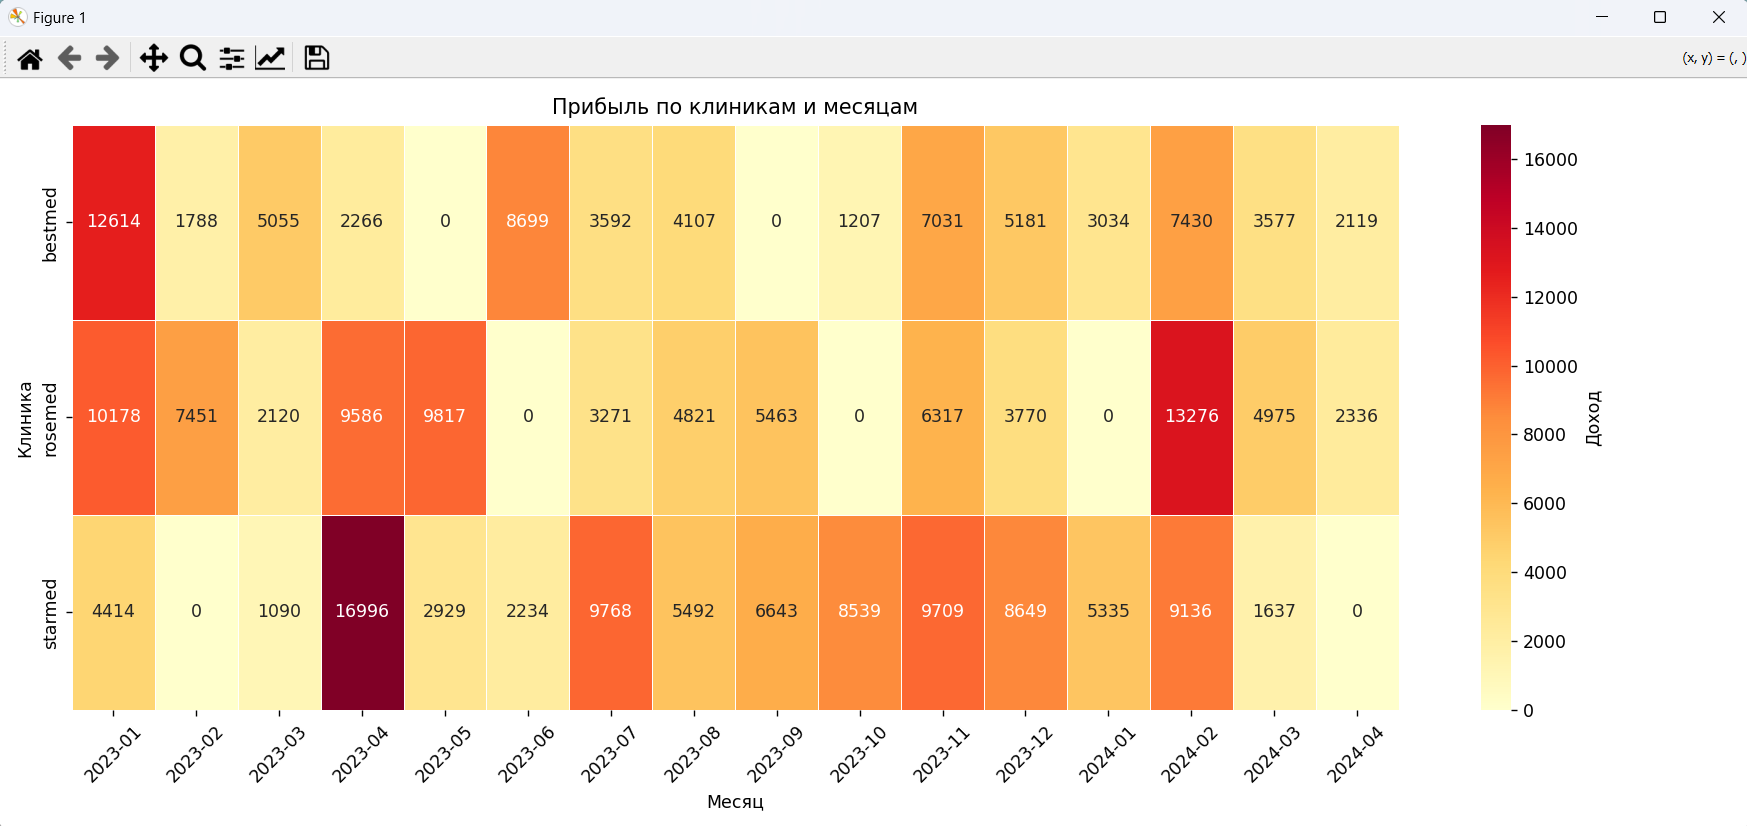 Figure 1
(x, y) = (, )
Прибыль по клиникам и месяцам
Клиника
bestmed
12614 1788 5055 2266 0 8699 3592 4107 0 1207 7031 5181 3034 7430 3577 2119
rosemed
10178 7451 2120 9586 9817 0 3271 4821 5463 0 6317 3770 0 13276 4975 2336
starmed
4414 0 1090 16996 2929 2234 9768 5492 6643 8539 9709 8649 5335 9136 1637 0
2023-01 2023-02 2023-03 2023-04 2023-05 2023-06 2023-07 2023-08 2023-09 2023-10 2023-11 2023-12 2024-01 2024-02 2024-03 2024-04
Месяц
16000
14000
12000
10000
8000
6000
4000
2000
0
Доход